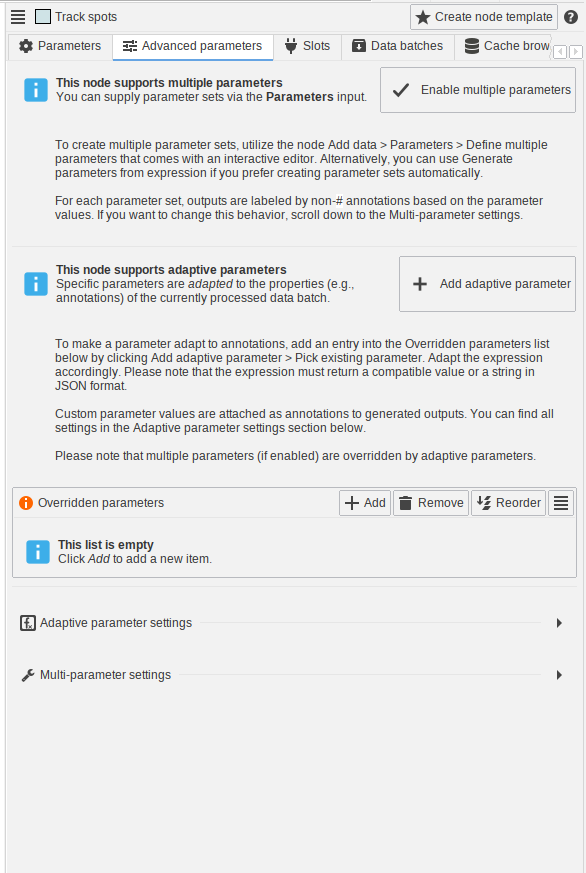 Track spots
Create node template
Parameters
Advanced parameters
Slots
Data batches
Cache brow
This node supports multiple parameters
You can supply parameter sets via the Parameters input.
Enable multiple parameters
To create multiple parameter sets, utilize the node Add data > Parameters > Define multiple
parameters that comes with an interactive editor. Alternatively, you can use Generate
parameters from expression if you prefer creating parameter sets automatically.
For each parameter set, outputs are labeled by non-# annotations based on the parameter
values. If you want to change this behavior, scroll down to the Multi-parameter settings.
This node supports adaptive parameters
Specific parameters are adapted to the properties (e.g.,
annotations) of the currently processed data batch.
Add adaptive parameter
To make a parameter adapt to annotations, add an entry into the Overridden parameters list
below by clicking Add adaptive parameter > Pick existing parameter. Adapt the expression
accordingly. Please note that the expression must return a compatible value or a string in
JSON format.
Custom parameter values are attached as annotations to generated outputs. You can find all
settings in the Adaptive parameter settings section below.
Please note that multiple parameters (if enabled) are overridden by adaptive parameters.
Overridden parameters
Add
Remove
Reorder
This list is empty
Click Add to add a new item.
Adaptive parameter settings
Multi-parameter settings